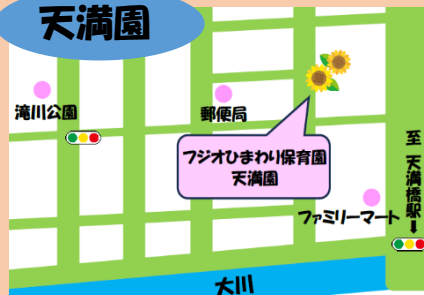 天満園
滝川公園
郵便局
フジオひまわり保育園
天満園
至 天満橋駅➡
ファミリーマート
大川